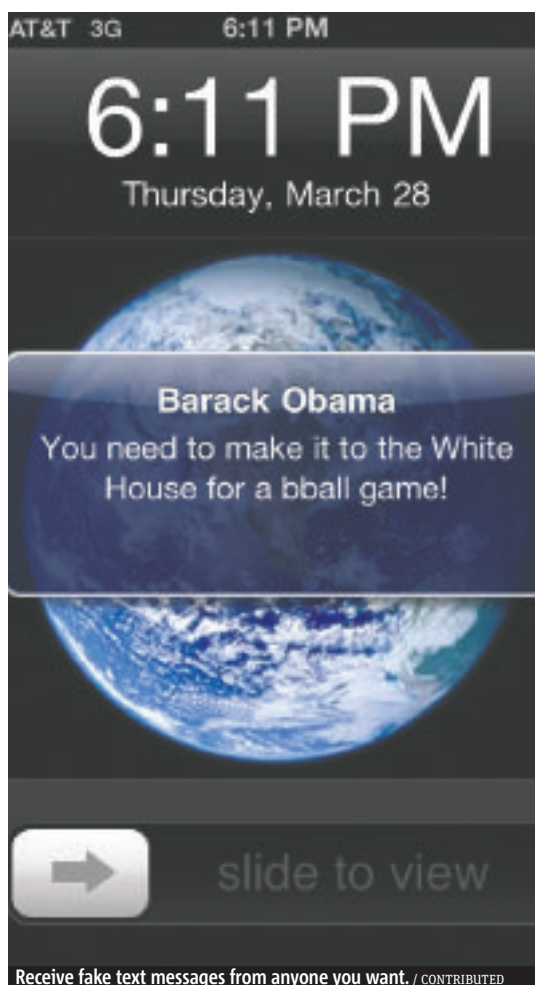 AT&T 3G 6:11 PM
6:11 PM
Thursday, March 28
Barack Obama
You need to make it to the White
House for a bball game!
slide to view
Receive fake text messages from anyone you want. / CONTRIBUTED